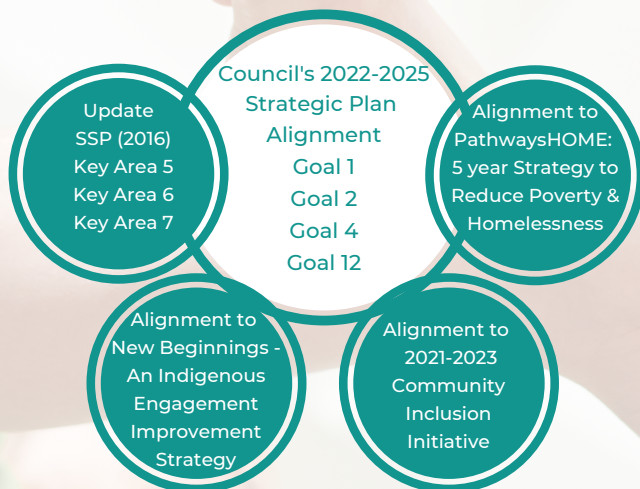 Council's 2022-2025
Strategic Plan
Alignment
Goal 1
Goal 2
Goal 4
Goal 12
Update
SSP (2016)
Key Area 5
Key Area 6
Key Area 7
Alignment to
PathwaysHOME:
5 year Strategy to
Reduce Poverty &
Homelessness
Alignment to
New Beginnings -
An Indigenous
Engagement
Improvement
Strategy
Alignment to
2021-2023
Community
Inclusion
Initiative